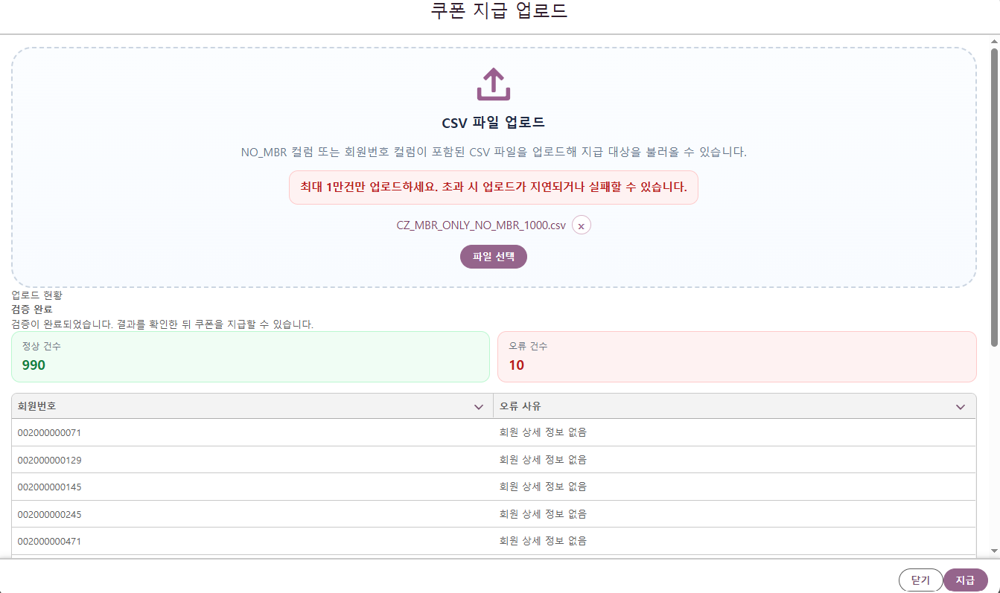 쿠폰 지급 업로드
CSV 파일 업로드
NO_MBR 컬럼 또는 회원번호 컬럼이 포함된 CSV 파일을 업로드해 지급 대상을 불러올 수 있습니다.
최대 1만건만 업로드하세요. 초과 시 업로드가 지연되거나 실패할 수 있습니다.
CZ_MBR_ONLY_NO_MBR_1000.csv x
파일 선택
업로드 현황
검증 완료
검증이 완료되었습니다. 결과를 확인한 뒤 쿠폰을 지급할 수 있습니다.
정상 건수
990
오류 건수
10
회원번호 오류 사유
002000000071 회원 상세 정보 없음
002000000129 회원 상세 정보 없음
002000000145 회원 상세 정보 없음
002000000245 회원 상세 정보 없음
002000000471 회원 상세 정보 없음
닫기 지급